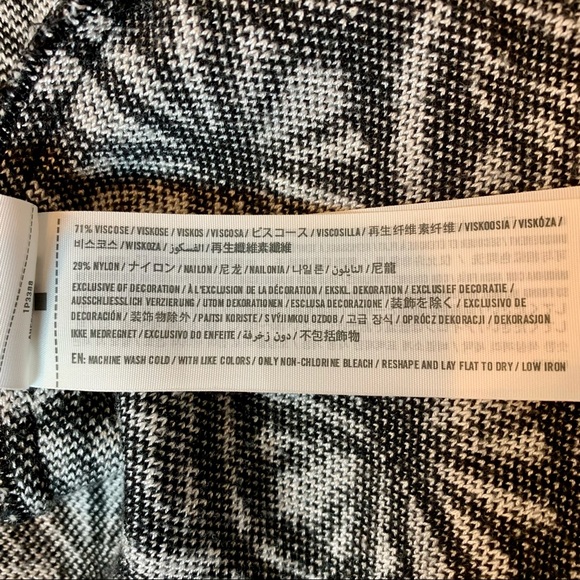 71% VISCOSE / VISKOSE / VISKOS / VISCOSA / ビスコース / VISCOSILLA / 再生纤维素纤维 / VISKOOSIA / VISKÓZA /
비스코스 / WISKOZA / الفسكوز / 再生纖維素纖維
29% NYLON / ナイロン / NAILON / 尼龙 / NAILONIA / 나일론 / النايلون / 尼龍
EXCLUSIVE OF DECORATION / À L'EXCLUSION DE LA DÉCORATION / EKSKL. DEKORATION / EXCLUSIEF DECORATIE /
AUSSCHLIESSLICH VERZIERUNG / UTOM DEKORATIONEN / ESCLUSA DECORAZIONE / 装飾を除く / EXCLUSIVO DE
DECORACIÓN / 装饰物除外 / PAITSI KORISTE / S VÝJIMKOU OZDOB / 고급 장식 / OPRÓCZ DEKORACJI / DEKORASJON
IKKE MEDREGNET / EXCLUSIVO DO ENFEITE / دون زخرفة / 不包括飾物
EN: MACHINE WASH COLD / WITH LIKE COLORS / ONLY NON-CHLORINE BLEACH / RESHAPE AND LAY FLAT TO DRY / LOW IRON
1P3288